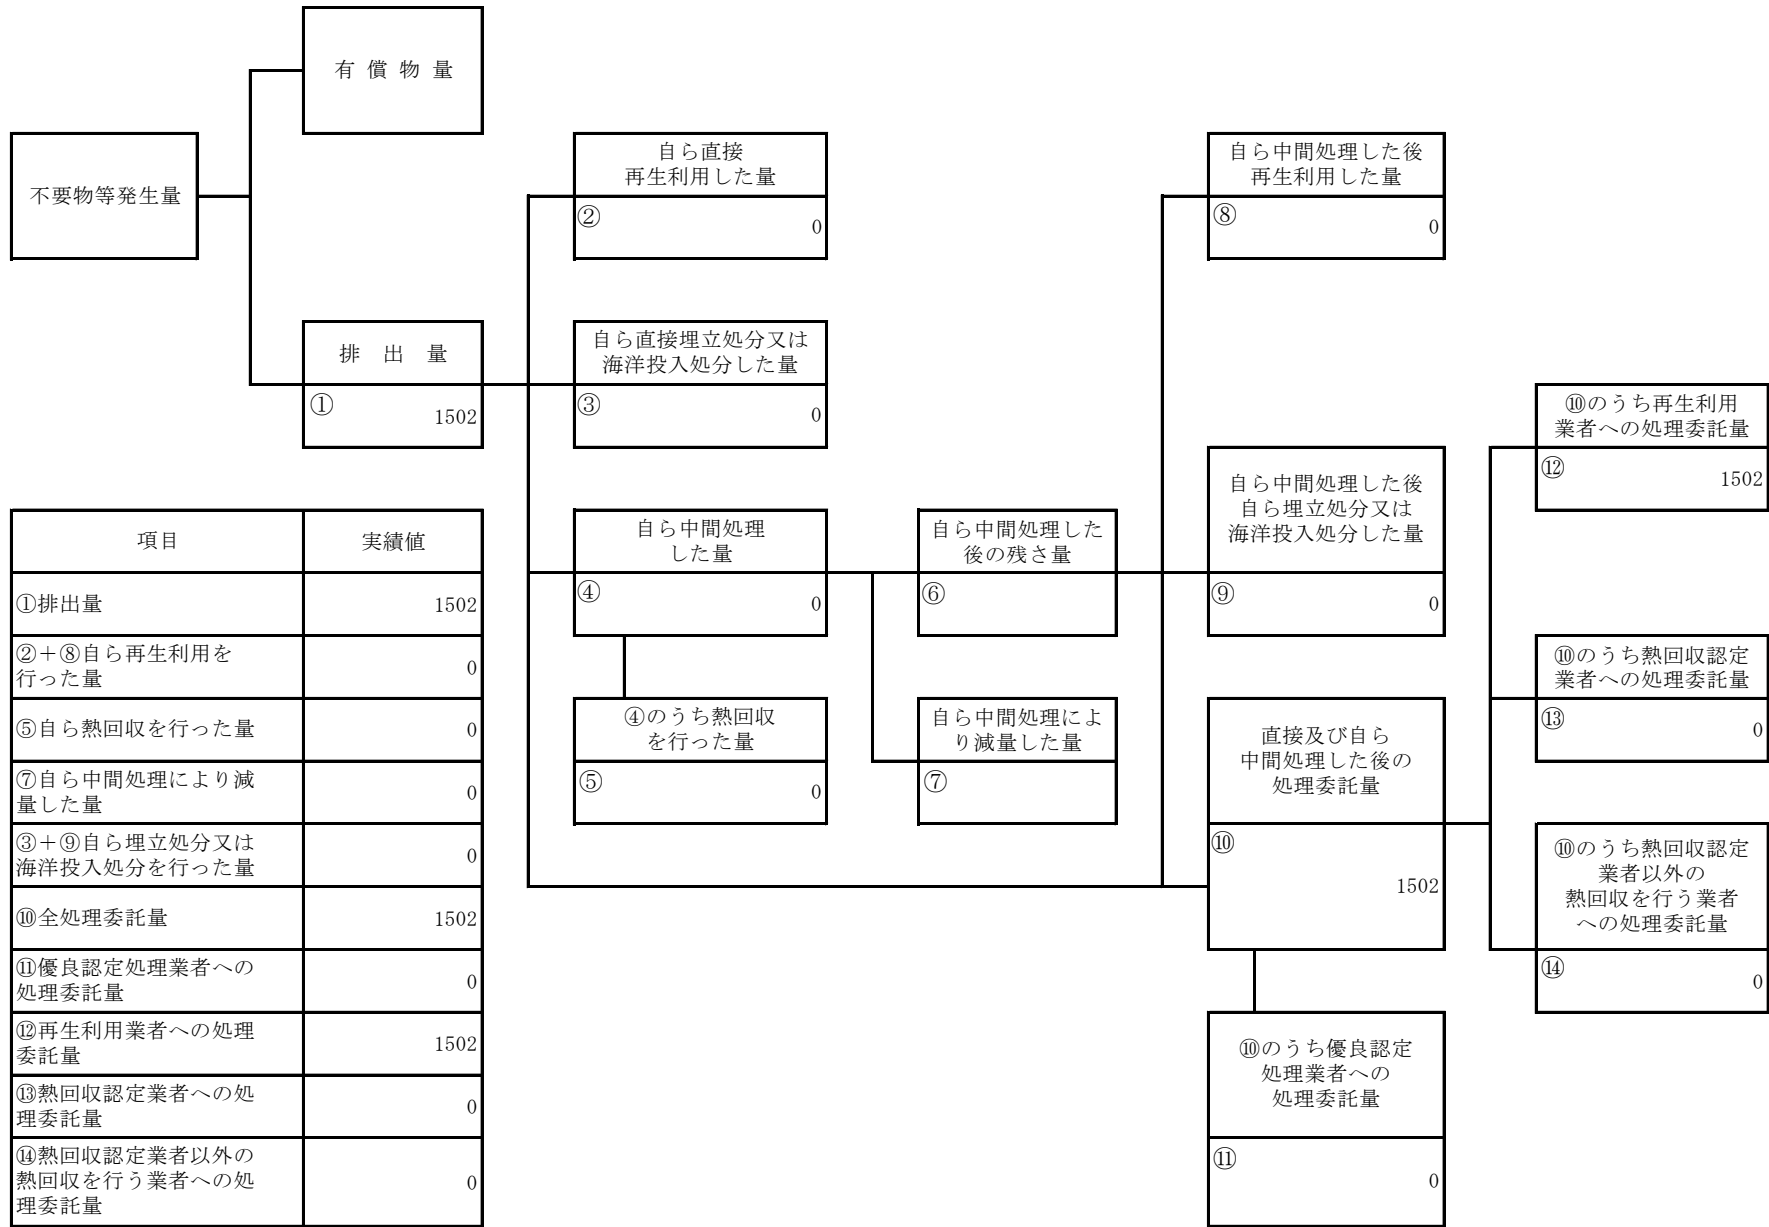 有 償 物 量
不要物等発生量
排 出 量
①
1502
自ら直接
再生利用した量
②
0
自ら直接埋立処分又は
海洋投入処分した量
③
0
自ら中間処理
した量
④
0
④のうち熱回収
を行った量
⑤
0
自ら中間処理した
後の残さ量
⑥
自ら中間処理によ
り減量した量
⑦
自ら中間処理した後
再生利用した量
⑧
0
自ら中間処理した後
自ら埋立処分又は
海洋投入処分した量
⑨
0
直接及び自ら
中間処理した後の
処理委託量
⑩
1502
⑩のうち優良認定
処理業者への
処理委託量
⑪
0
⑩のうち再生利用
業者への処理委託量
⑫
1502
⑩のうち熱回収認定
業者への処理委託量
⑬
0
⑩のうち熱回収認定
業者以外の
熱回収を行う業者
への処理委託量
⑭
0
項目 実績値
①排出量 1502
②+⑧自ら再生利用を
行った量 0
⑤自ら熱回収を行った量 0
⑦自ら中間処理により減
量した量 0
③+⑨自ら埋立処分又は
海洋投入処分を行った量 0
⑩全処理委託量 1502
⑪優良認定処理業者への
処理委託量 0
⑫再生利用業者への処理
委託量 1502
⑬熱回収認定業者への処
理委託量 0
⑭熱回収認定業者以外の
熱回収を行う業者への処
理委託量 0